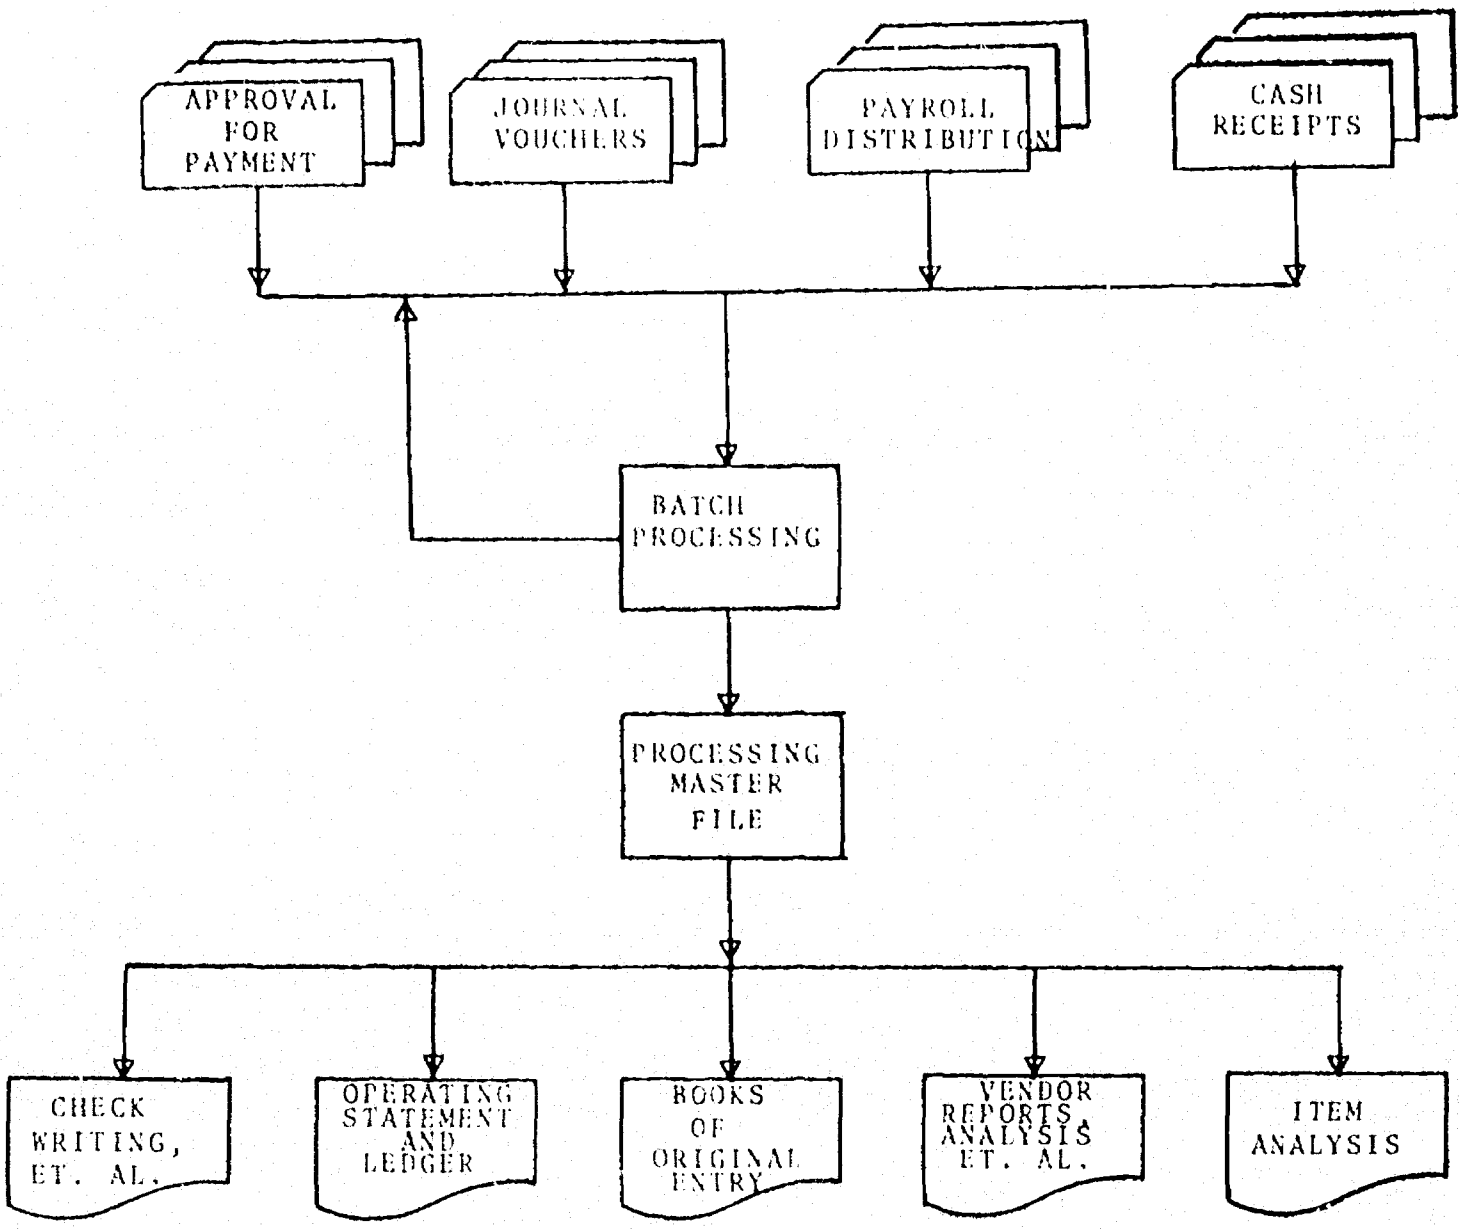 APPROVAL
FOR
PAYMENT
JOURNAL
VOUCHERS
PAYROLL
DISTRIBUTION
CASH
RECEIPTS
BATCH
PROCESSING
PROCESSING
MASTER
FILE
CHECK
WRITING,
ET. AL.
OPERATING
STATEMENT
AND
LEDGER
BOOKS
OF
ORIGINAL
ENTRY
VENDOR
REPORTS,
ANALYSIS
ET. AL.
ITEM
ANALYSIS